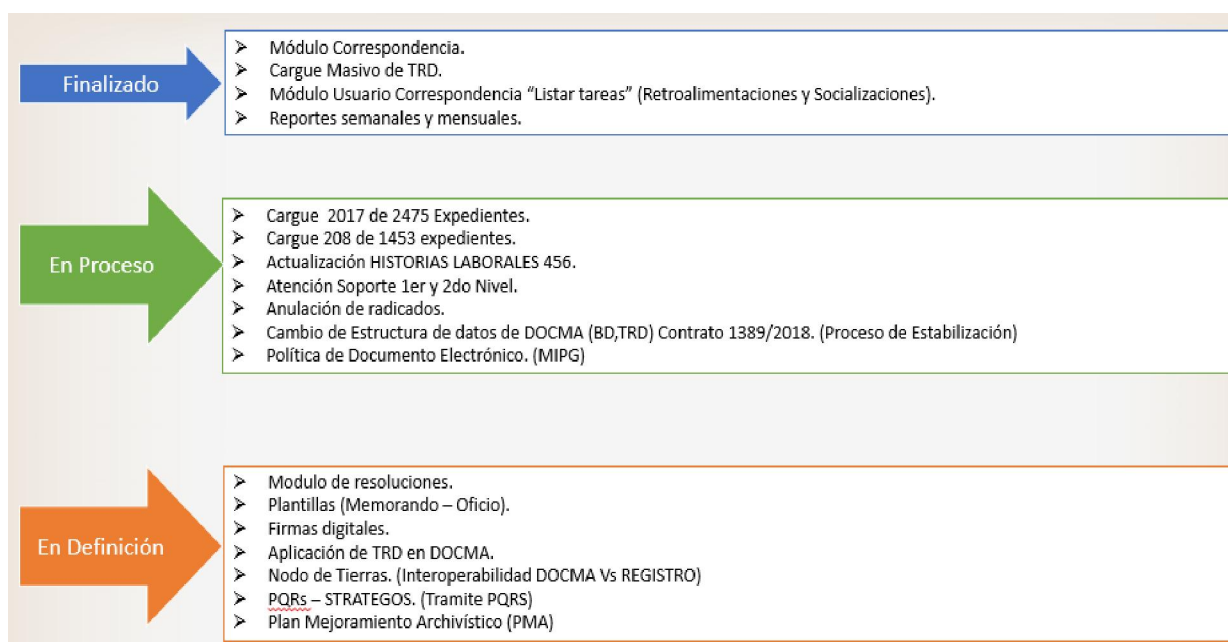 Finalizado
➢ Módulo Correspondencia.
➢ Cargue Masivo de TRD.
➢ Módulo Usuario Correspondencia “Listar tareas” (Retroalimentaciones y Socializaciones).
➢ Reportes semanales y mensuales.
En Proceso
➢ Cargue 2017 de 2475 Expedientes.
➢ Cargue 208 de 1453 expedientes.
➢ Actualización HISTORIAS LABORALES 456.
➢ Atención Soporte 1er y 2do Nivel.
➢ Anulación de radicados.
➢ Cambio de Estructura de datos de DOCMA (BD,TRD) Contrato 1389/2018. (Proceso de Estabilización)
➢ Política de Documento Electrónico. (MIPG)
En Definición
➢ Modulo de resoluciones.
➢ Plantillas (Memorando – Oficio).
➢ Firmas digitales.
➢ Aplicación de TRD en DOCMA.
➢ Nodo de Tierras. (Interoperabilidad DOCMA Vs REGISTRO)
➢ PQRs – STRATEGOS. (Tramite PQRS)
➢ Plan Mejoramiento Archivístico (PMA)